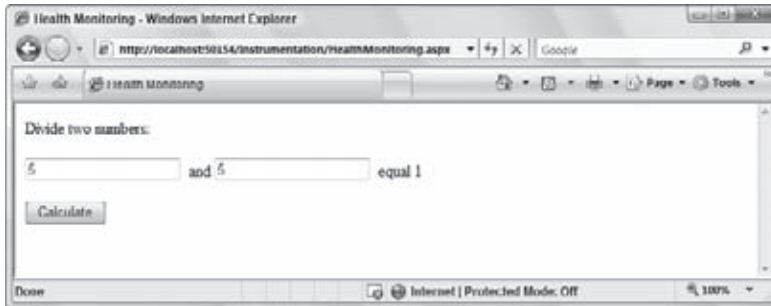 Health Monitoring - Windows Internet Explorer
http://localhost:50154/Instrumentation/HealthMonitoring.aspx Google
Health Monitoring Page Tools
Divide two numbers:
5 and 5 equal 1
Calculate
Done Internet | Protected Mode: Off 100%